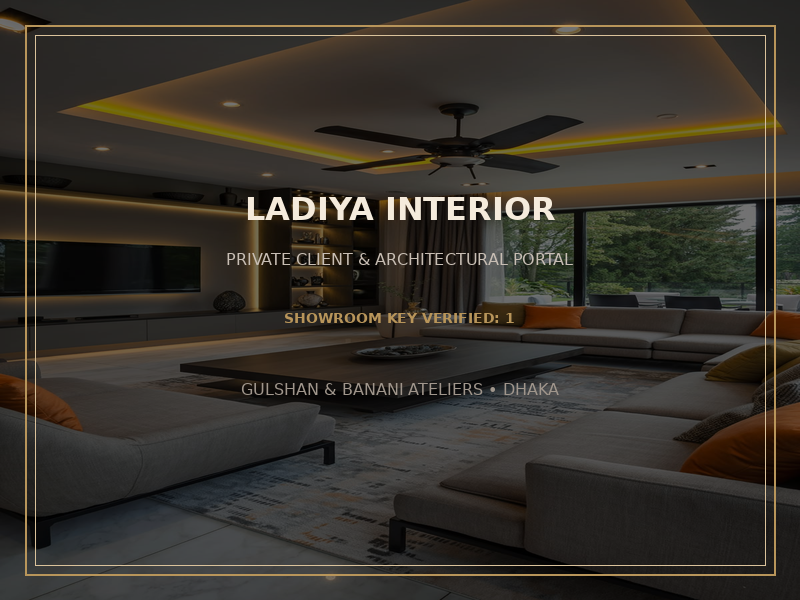 LADIYA INTERIOR
PRIVATE CLIENT & ARCHITECTURAL PORTAL
SHOWROOM KEY VERIFIED: 1
GULSHAN & BANANI ATELIERS • DHAKA